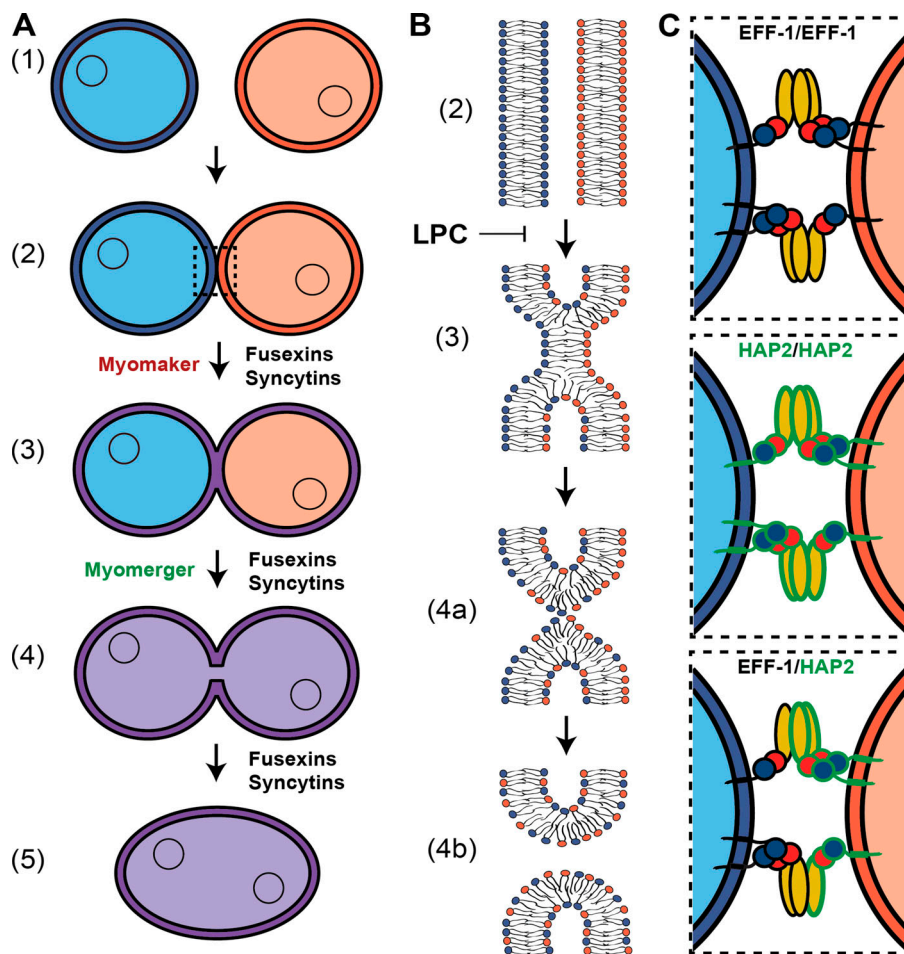 A
(1)
(2)
Myomaker
Fusexins
Syncytins
(3)
Myomerger
Fusexins
Syncytins
(4)
Fusexins
Syncytins
(5)
B
(2)
LPC
(3)
(4a)
(4b)
C
EFF-1/EFF-1
HAP2/HAP2
EFF-1/HAP2